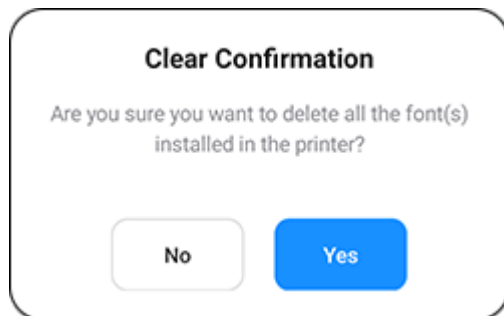 Clear Confirmation
Are you sure you want to delete all the font(s)
installed in the printer?
No
Yes